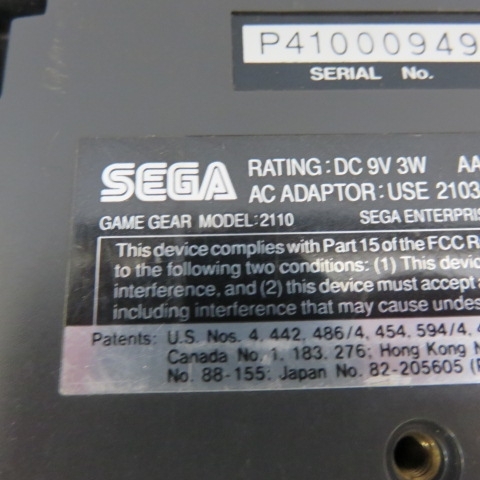 P41000949
SERIAL No.
SEGA
RATING: DC 9V 3W AA
AC ADAPTOR: USE 2103
GAME GEAR MODEL: 2110 SEGA ENTERPRIS
This device complies with Part 15 of the FCC R
to the following two conditions: (1) This devic
interference, and (2) this device must accept a
including interference that may cause undes
Patents: U.S. Nos. 4, 442, 486/4, 454, 594/4, 4
Canada No. 1, 183, 276; Hong Kong N
No. 88-155; Japan No. 82-205605 (P